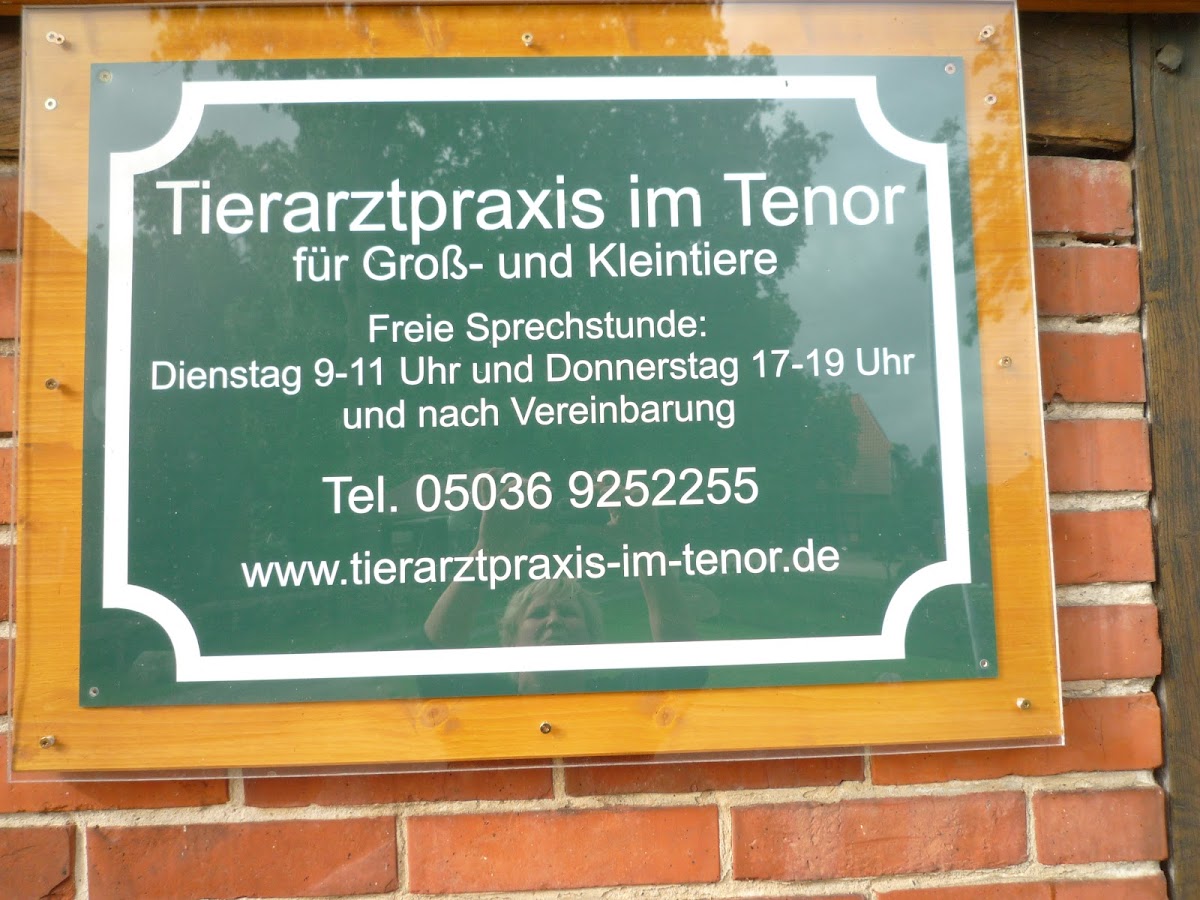 Tierarztpraxis im Tenor
für Groß- und Kleintiere
Freie Sprechstunde:
Dienstag 9-11 Uhr und Donnerstag 17-19 Uhr
und nach Vereinbarung
Tel. 05036 9252255
www.tierarztpraxis-im-tenor.de